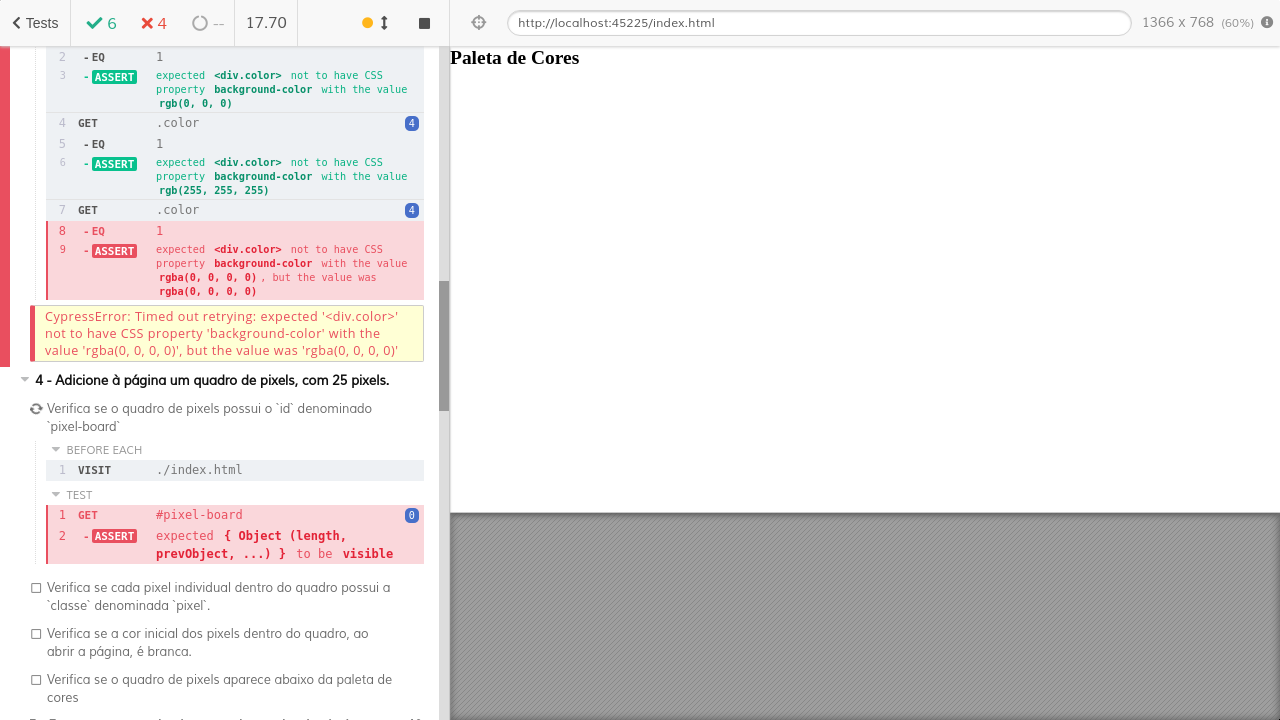 Tests 6 4 -- 17.70 http://localhost:45225/index.html 1366 x 768 (60%)
2 - EQ 1
3 - ASSERT expected <div.color> not to have CSS
property background-color with the value
rgb(0, 0, 0)
4 GET .color 4
5 - EQ 1
6 - ASSERT expected <div.color> not to have CSS
property background-color with the value
rgb(255, 255, 255)
7 GET .color 4
8 - EQ 1
9 - ASSERT expected <div.color> not to have CSS
property background-color with the value
rgba(0, 0, 0, 0) , but the value was
rgba(0, 0, 0, 0)
CypressError: Timed out retrying: expected '<div.color>'
not to have CSS property 'background-color' with the
value 'rgba(0, 0, 0, 0)', but the value was 'rgba(0, 0, 0, 0)'
4 - Adicione à página um quadro de pixels, com 25 pixels.
Verifica se o quadro de pixels possui o `id` denominado
`pixel-board`
BEFORE EACH
1 VISIT ./index.html
TEST
1 GET #pixel-board 0
2 - ASSERT expected { Object (length,
prevObject, ...) } to be visible
Verifica se cada pixel individual dentro do quadro possui a
`classe` denominada `pixel`.
Verifica se a cor inicial dos pixels dentro do quadro, ao
abrir a página, é branca.
Verifica se o quadro de pixels aparece abaixo da paleta de
cores
Paleta de Cores